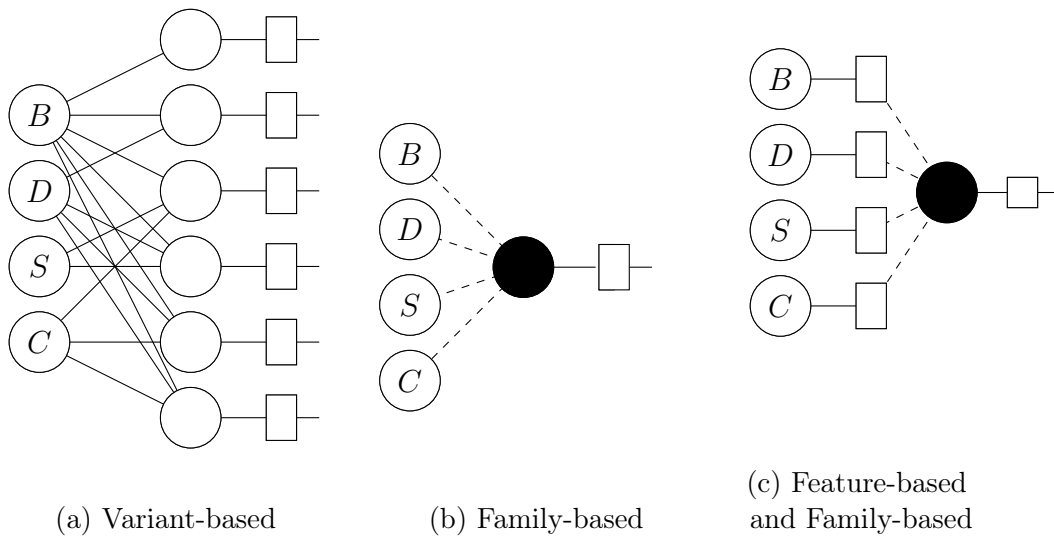 B
D
S
C
(a) Variant-based
B
D
S
C
(b) Family-based
B
D
S
C
(c) Feature-based
and Family-based